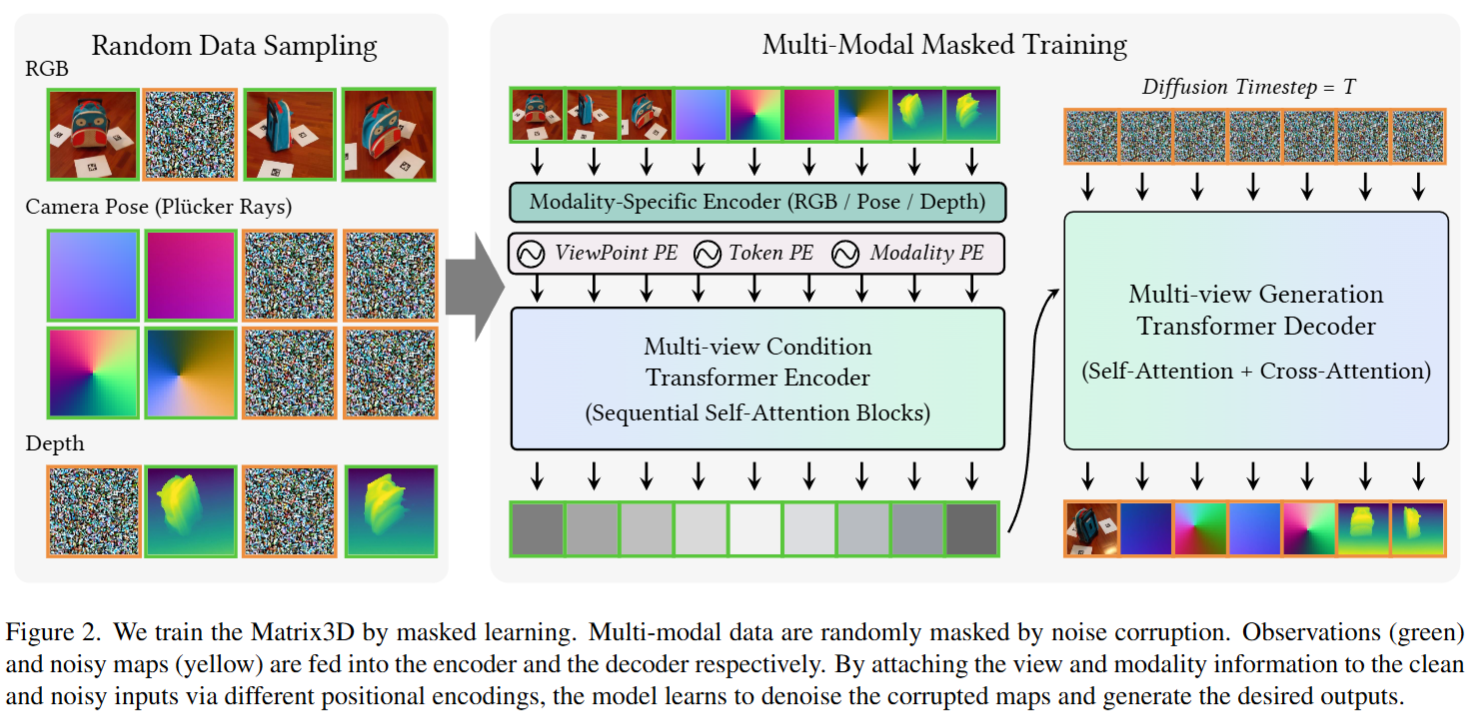 Random Data Sampling
RGB
Camera Pose (Plücker Rays)
Depth
Multi-Modal Masked Training
Modality-Specific Encoder (RGB / Pose / Depth)
ViewPoint PE Token PE Modality PE
Multi-view Condition
Transformer Encoder
(Sequential Self-Attention Blocks)
Diffusion Timestep = T
Multi-view Generation
Transformer Decoder
(Self-Attention + Cross-Attention)
Figure 2. We train the Matrix3D by masked learning. Multi-modal data are randomly masked by noise corruption. Observations (green)
and noisy maps (yellow) are fed into the encoder and the decoder respectively. By attaching the view and modality information to the clean
and noisy inputs via different positional encodings, the model learns to denoise the corrupted maps and generate the desired outputs.